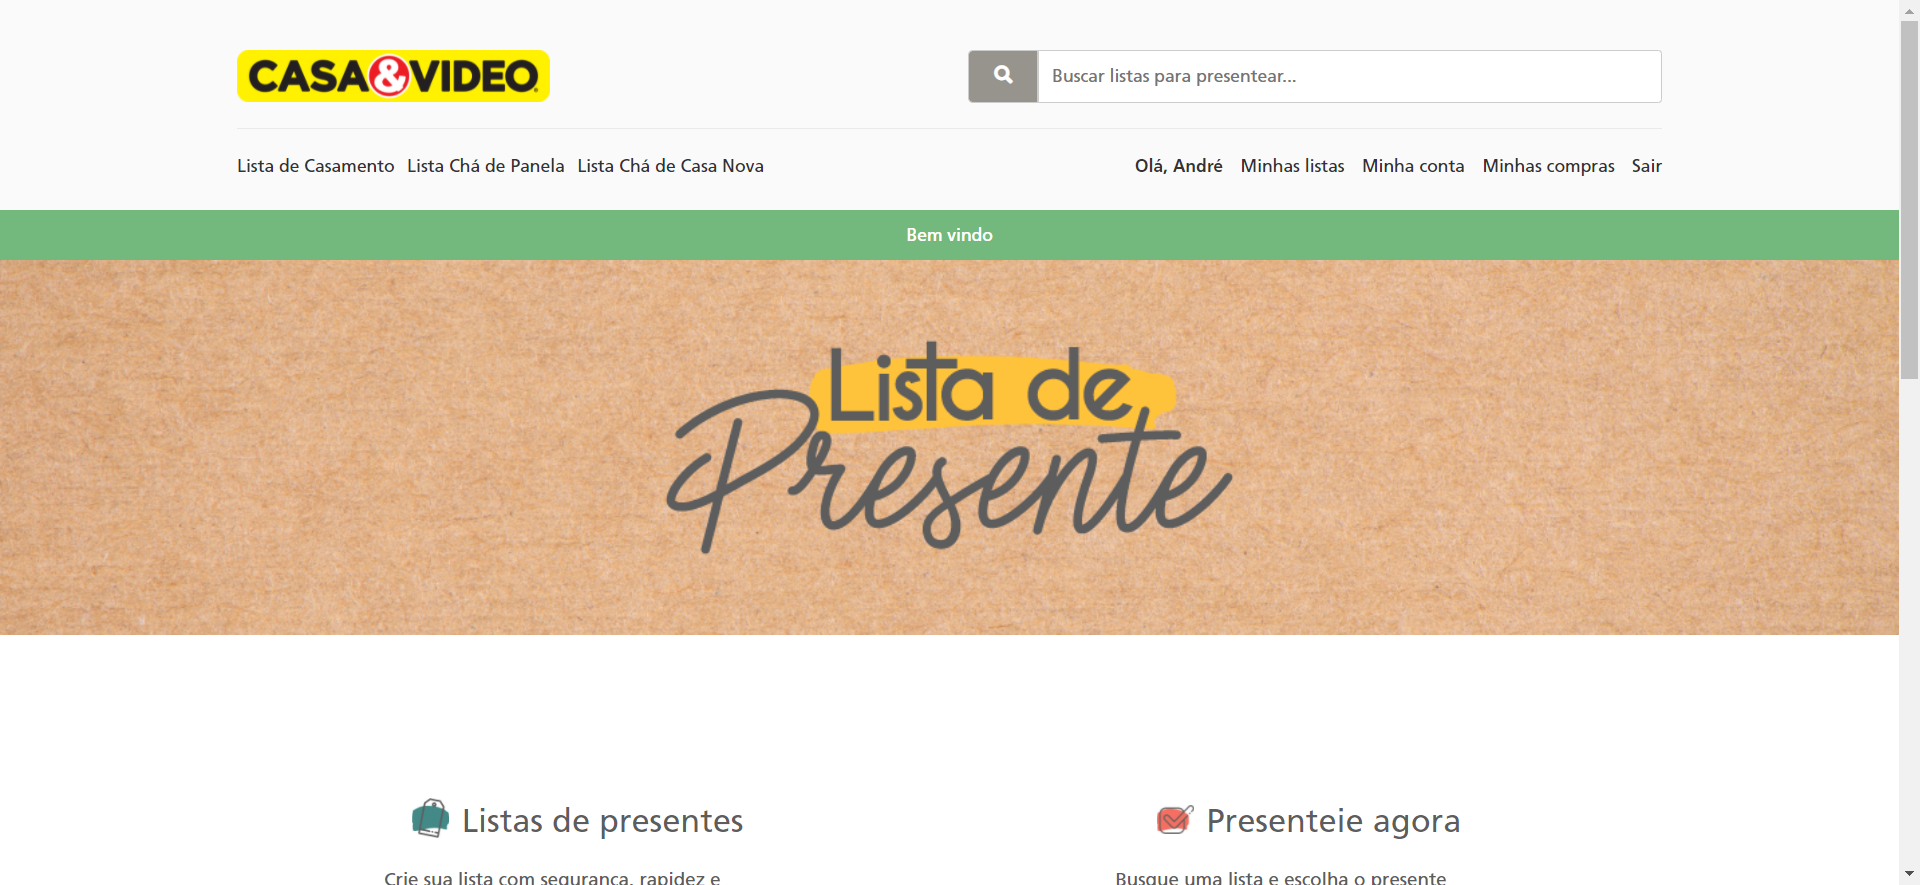 CASA&VIDEO
Buscar listas para presentear...
Lista de Casamento Lista Chá de Panela Lista Chá de Casa Nova
Olá, André Minhas listas Minha conta Minhas compras Sair
Bem vindo
Lista de
Presente
Listas de presentes
Crie sua lista com segurança, rapidez e
Presenteie agora
Busque uma lista e escolha o presente